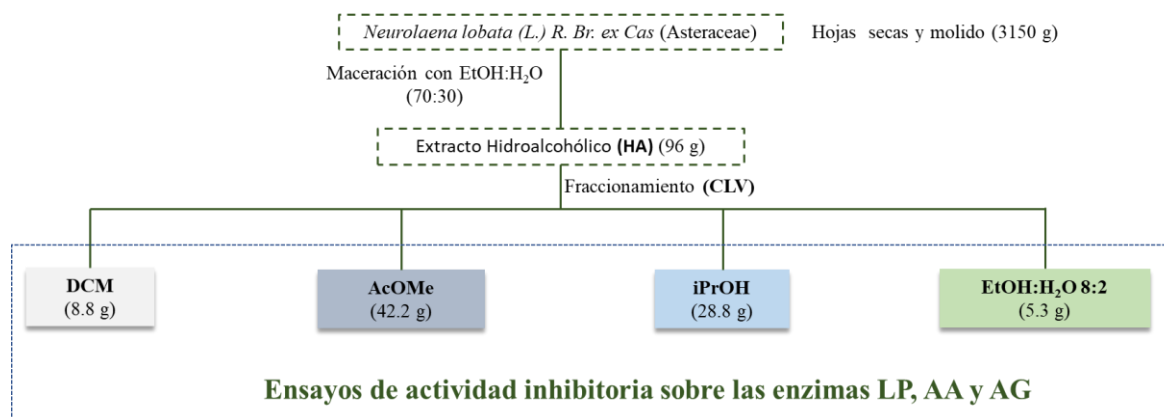 Neurolaena lobata (L.) R. Br. ex Cas (Asteraceae)
Hojas secas y molido (3150 g)
Maceración con EtOH:H₂O
(70:30)
Extracto Hidroalcohólico (HA) (96 g)
Fraccionamiento (CLV)
DCM
(8.8 g)
AcOMe
(42.2 g)
iPrOH
(28.8 g)
EtOH:H₂O 8:2
(5.3 g)
Ensayos de actividad inhibitoria sobre las enzimas LP, AA y AG